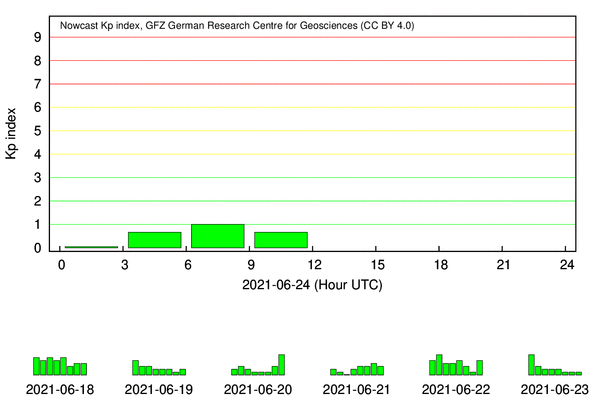 Nowcast Kp index, GFZ German Research Centre for Geosciences (CC BY 4.0)
9
8
7
6
5
4
3
2
1
0
Kp index
0 3 6 9 12 15 18 21 24
2021-06-24 (Hour UTC)
2021-06-18 2021-06-19 2021-06-20 2021-06-21 2021-06-22 2021-06-23